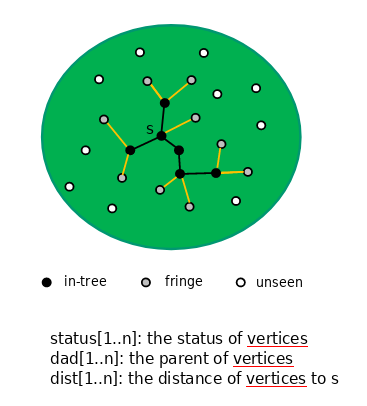 S
in-tree fringe unseen
status[1..n]: the status of vertices
dad[1..n]: the parent of vertices
dist[1..n]: the distance of vertices to s